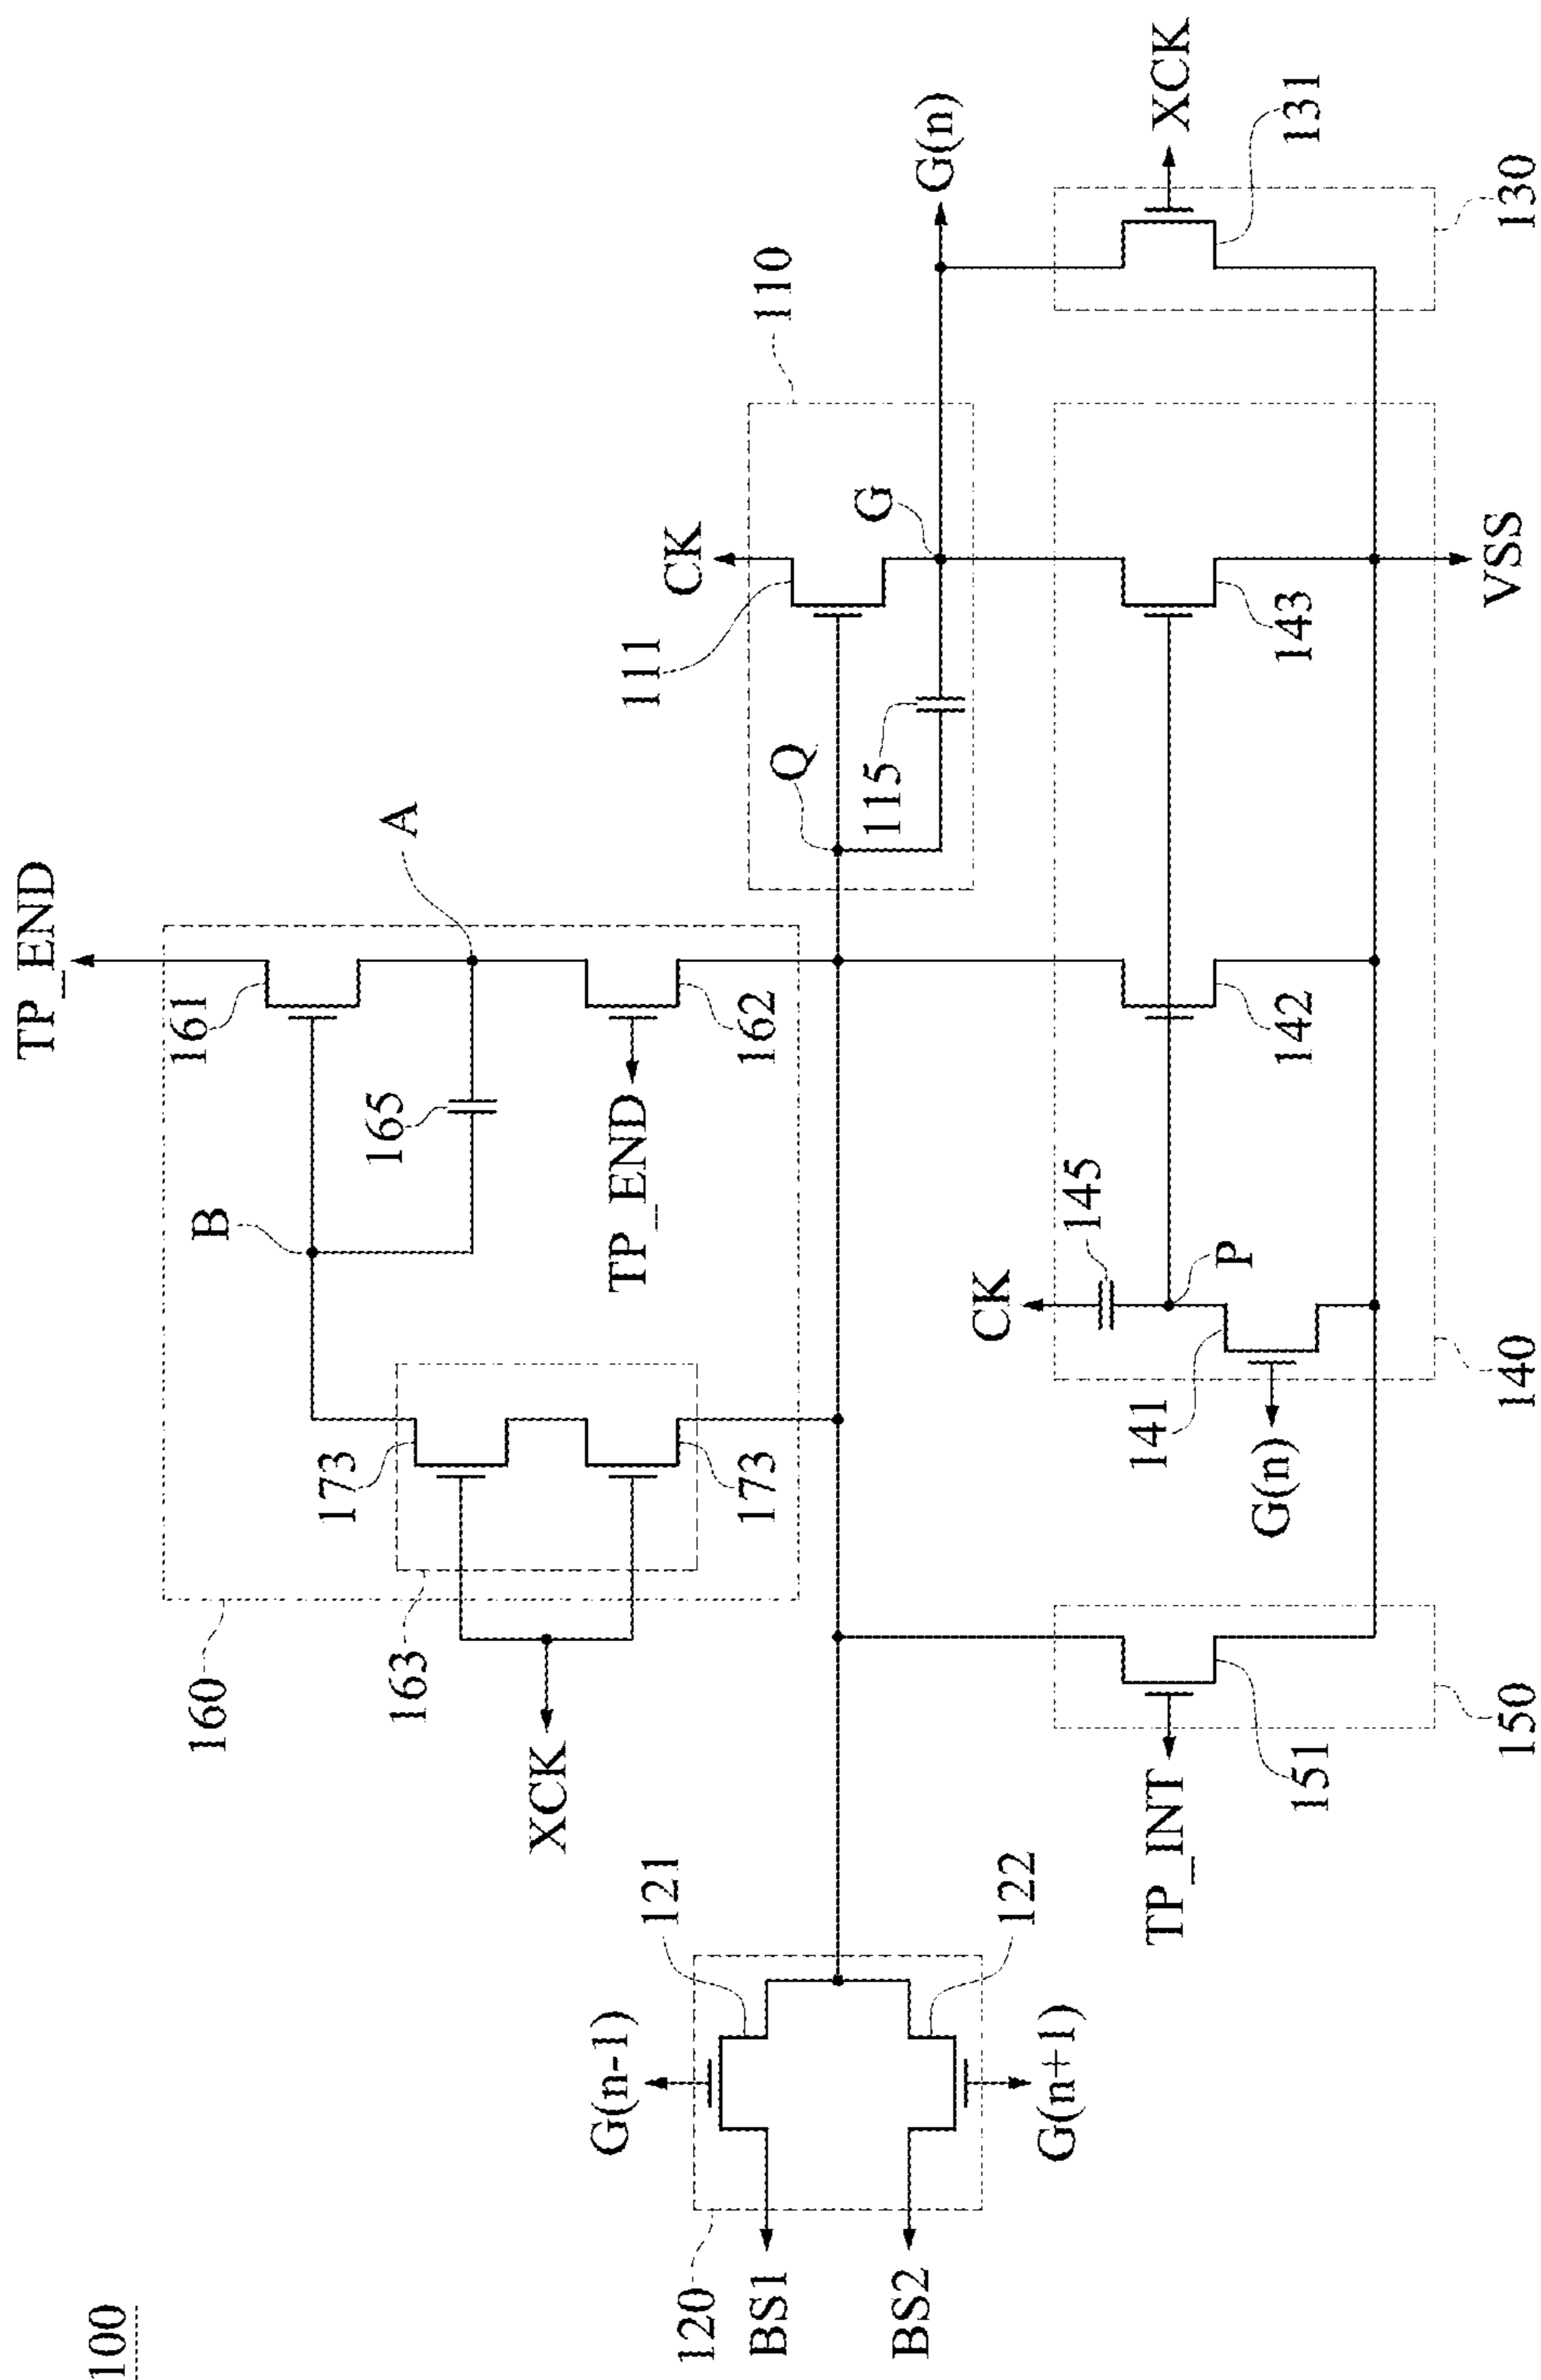 100
TP_END
161
A
B
165
160
173
162
TP_END
163
173
XCK
CK
111
110
Q
G
115
G(n)
G(n-1)
121
120
BS1
BS2
122
G(n+1)
CK
145
P
141
G(n)
142
143
140
TP_INT
151
150
XCK
131
130
VSS